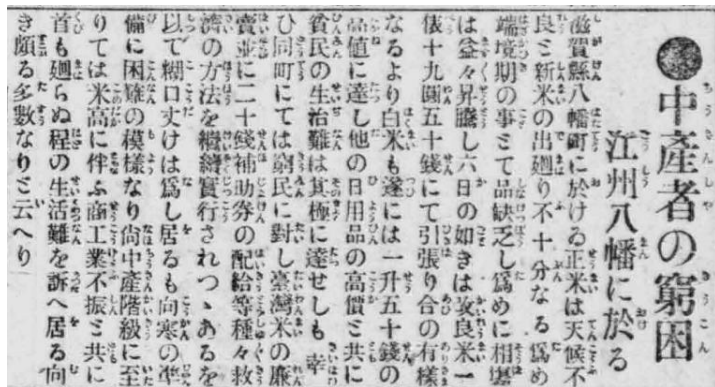 ●中產者の窮困
江州八幡に於る
滋賀縣八幡町に於ける正米は天候不
良と新米の出廻り不十分なる爲め
端境期の事とて品缺乏し爲めに相塲
は益々昇騰し六日の如きは改良米一
俵十九圓五十錢にて引張り合の有樣
なるより白米も遂には一升五十錢の
高値に達し他の日用品の高價と共に
貧民の生活難は其極に達せしも幸
ひ同町にては窮民に對し臺灣米の廉
賣並に二十錢補助券の配給等種々救
濟の方法を繼續實行されつゝあるを
以て糊口丈けは爲し居るも向寒の準
備に困難の模樣なり尙中產階級に至
りては米高に伴ふ商工業不振と共に
首も廻らぬ程の生活難を訴へ居る向
き頗る多數なりと云へり